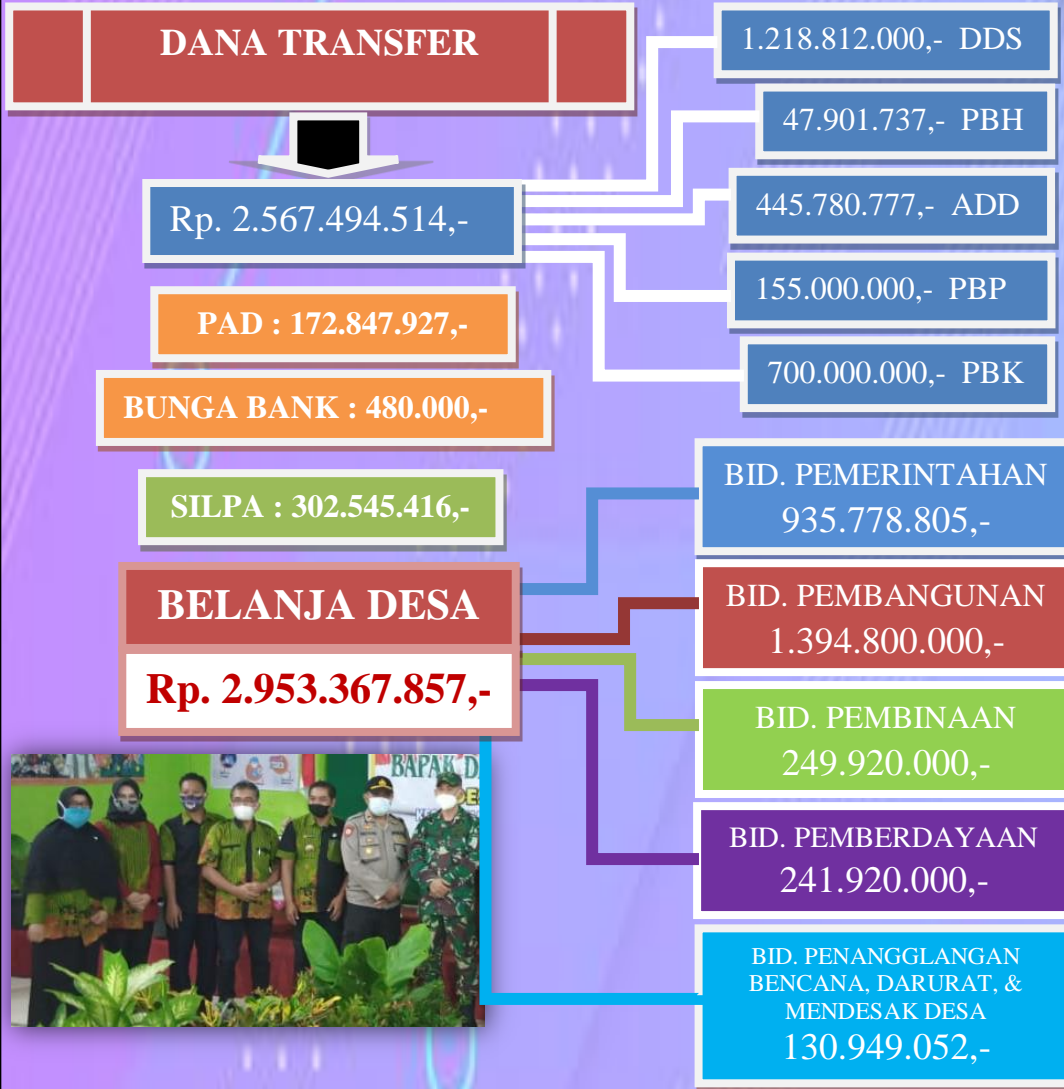 DANA TRANSFER
Rp. 2.567.494.514,-
1.218.812.000,- DDS
47.901.737,- PBH
445.780.777,- ADD
155.000.000,- PBP
700.000.000,- PBK
PAD : 172.847.927,-
BUNGA BANK : 480.000,-
SILPA : 302.545.416,-
BELANJA DESA
Rp. 2.953.367.857,-
BID. PEMERINTAHAN
935.778.805,-
BID. PEMBANGUNAN
1.394.800.000,-
BID. PEMBINAAN
249.920.000,-
BID. PEMBERDAYAAN
241.920.000,-
BID. PENANGGLANGAN
BENCANA, DARURAT, &
MENDESAK DESA
130.949.052,-
BAPAK D